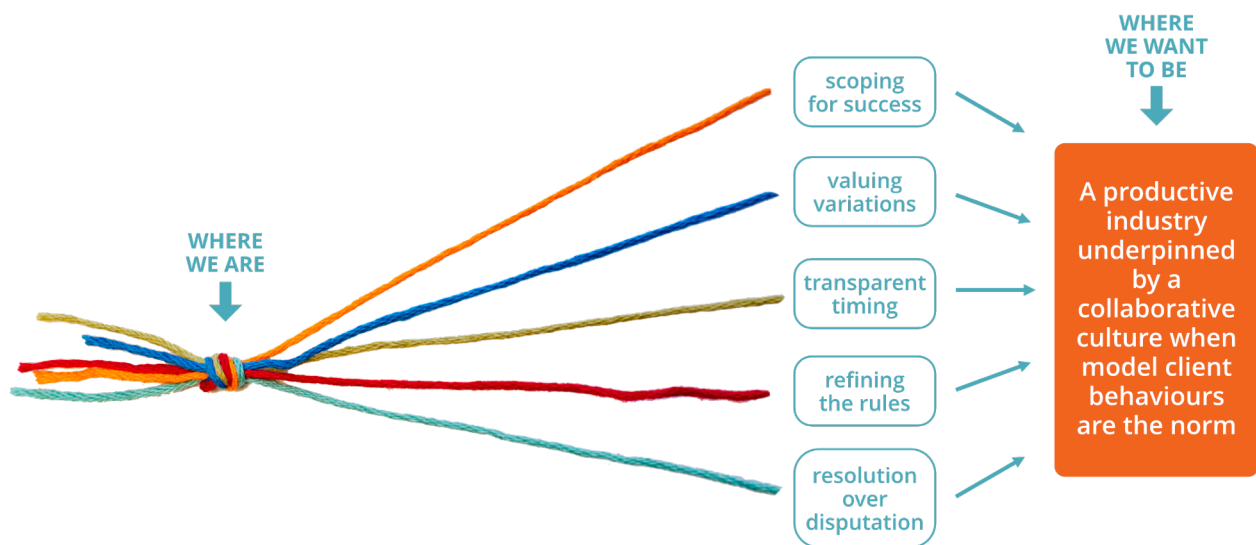 WHERE
WE ARE
scoping
for success
valuing
variations
transparent
timing
refining
the rules
resolution
over
disputation
WHERE
WE WANT
TO BE
A productive
industry
underpinned
by a
collaborative
culture when
model client
behaviours
are the norm